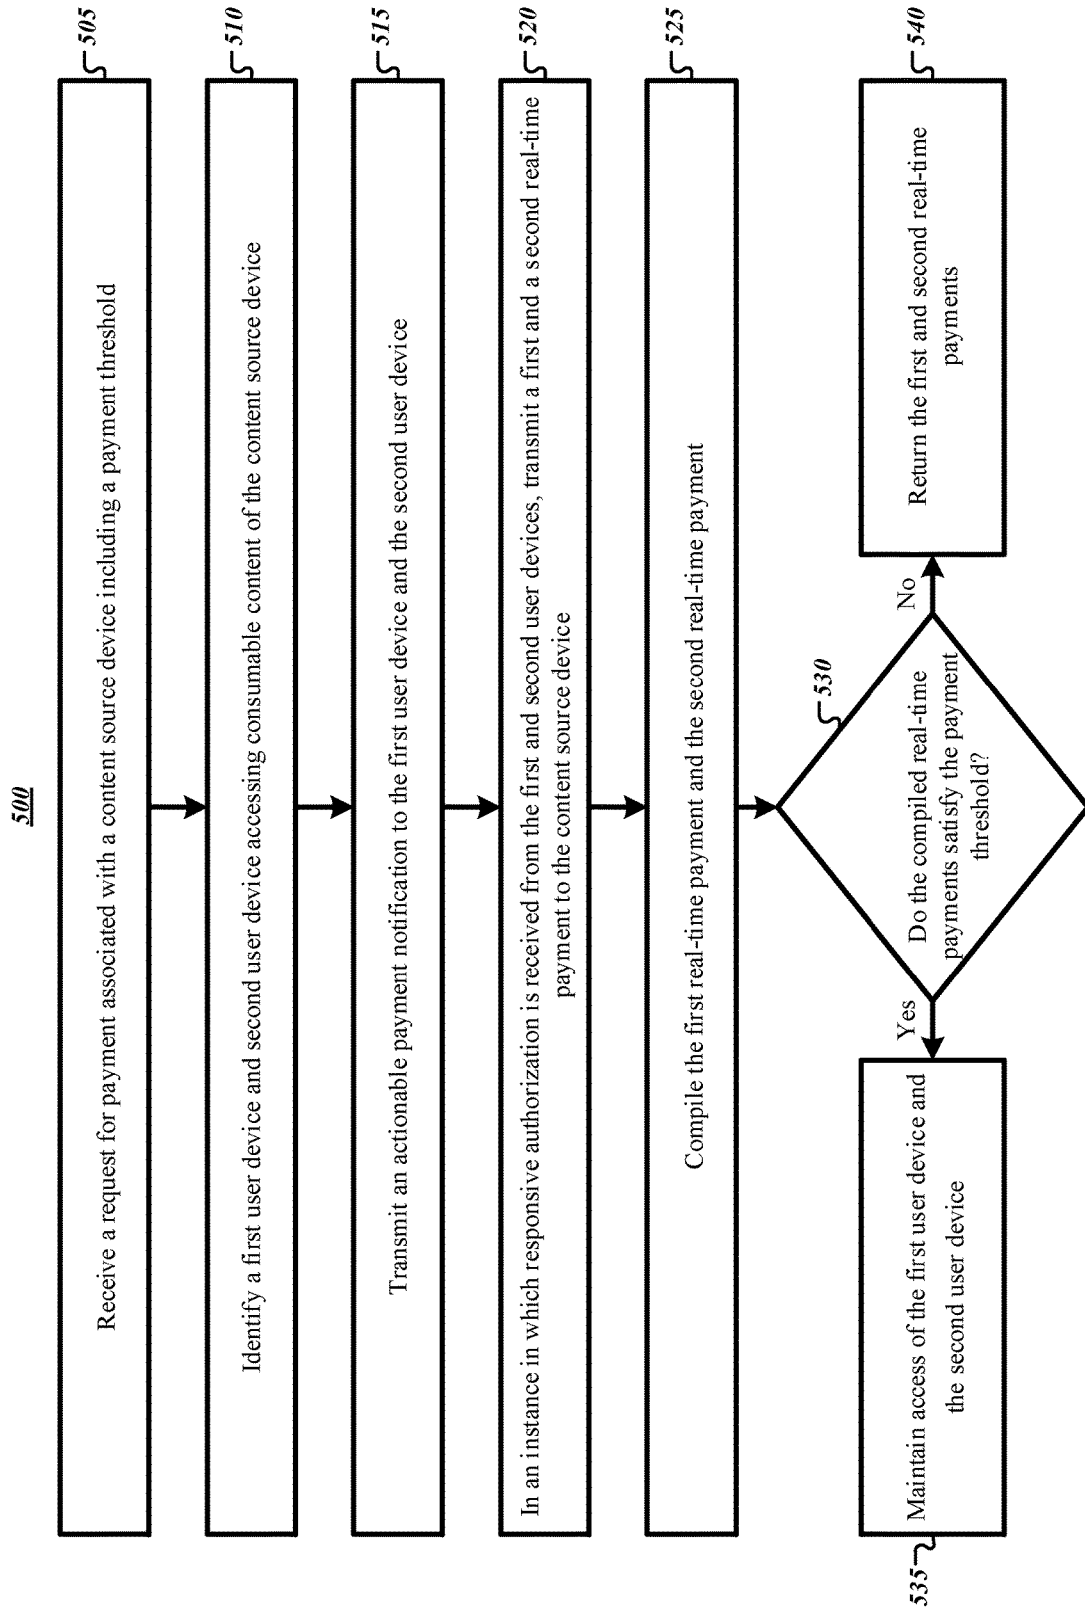 500
505
Receive a request for payment associated with a content source device including a payment threshold
510
Identify a first user device and second user device accessing consumable content of the content source device
515
Transmit an actionable payment notification to the first user device and the second user device
520
In an instance in which responsive authorization is received from the first and second user devices, transmit a first and a second real-time
payment to the content source device
525
Compile the first real-time payment and the second real-time payment
530
Do the compiled real-time
payments satisfy the payment
threshold?
Yes
No
535
Maintain access of the first user device and
the second user device
540
Return the first and second real-time
payments